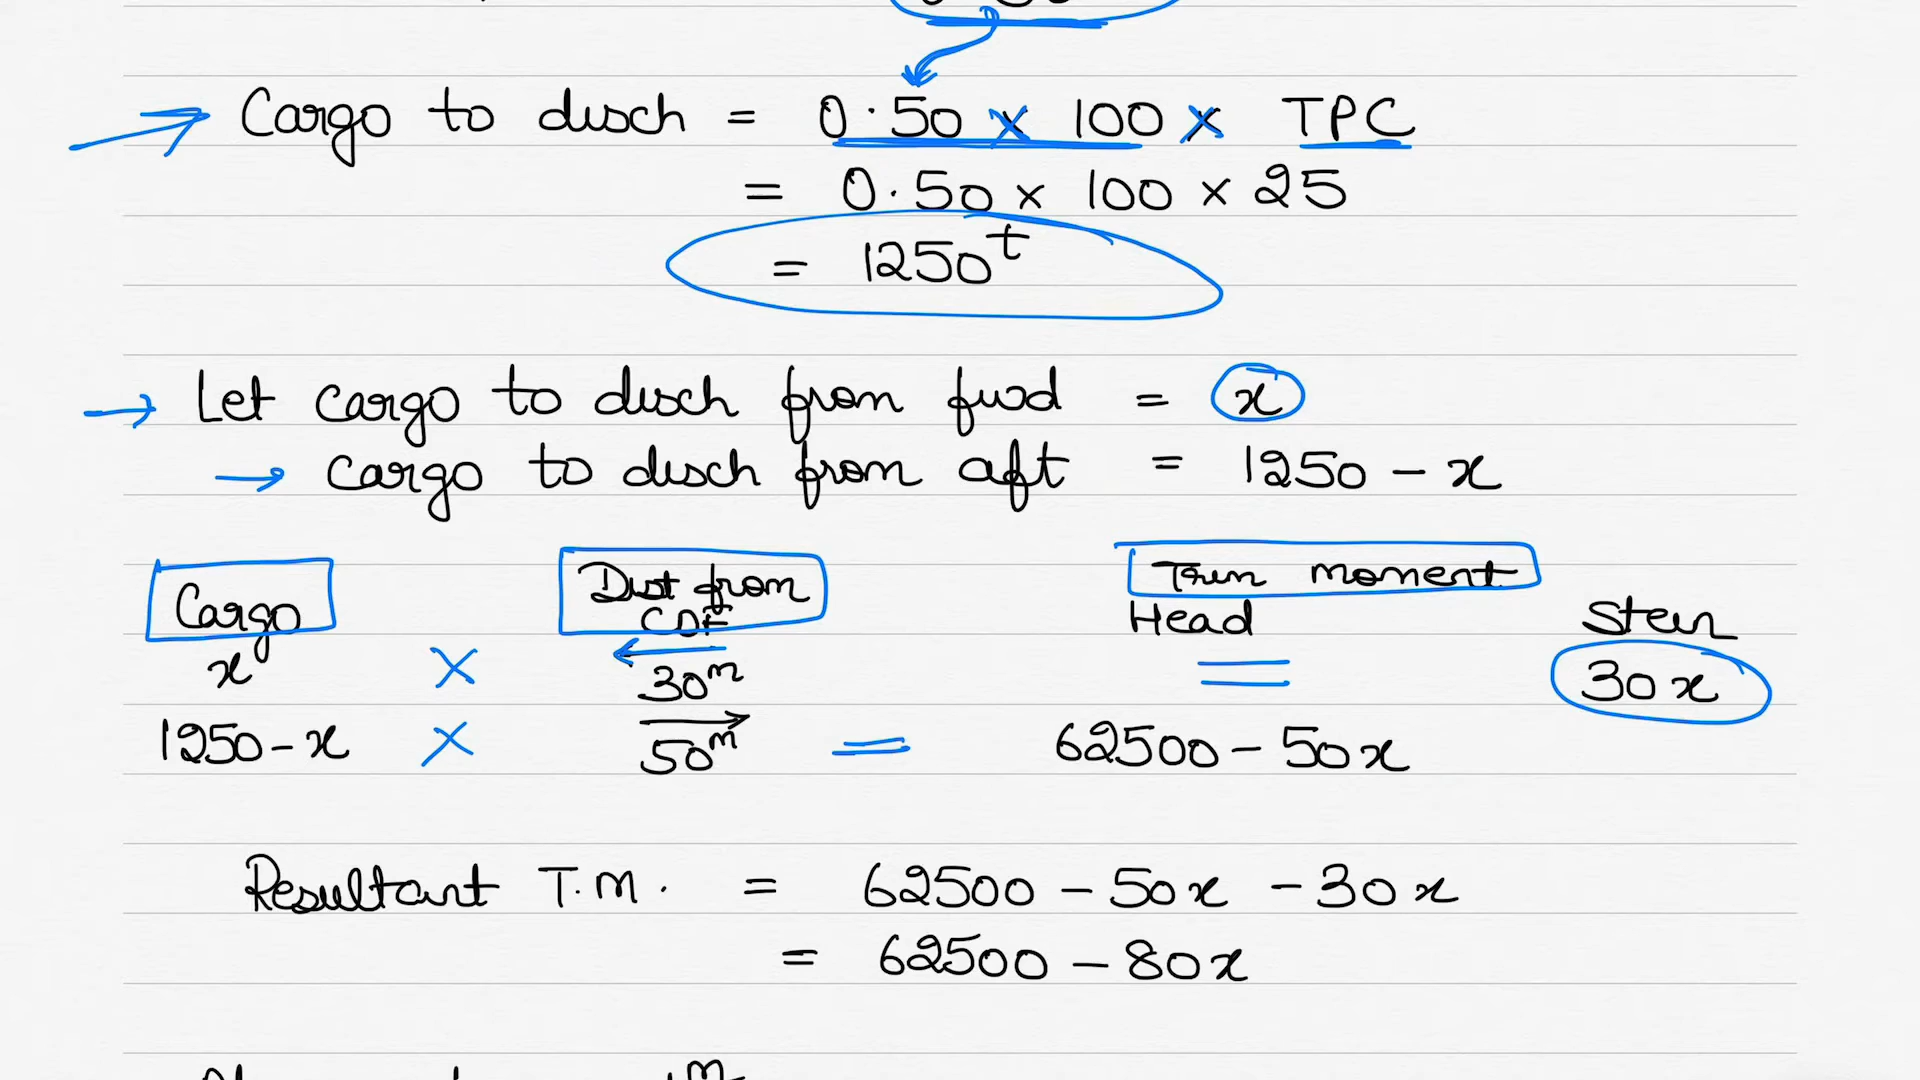 Cargo to disch = 0.50 x 100 x TPC
= 0.50 x 100 x 25
= 1250t
Let cargo to disch from fwd = x
cargo to disch from aft = 1250 - x
Cargo Dist from COF Trim moment
Head Stern
x X 30m = 30x
1250-x X 50m = 62500 - 50x
Resultant T.M. = 62500 - 50x - 30x
= 62500 - 80x